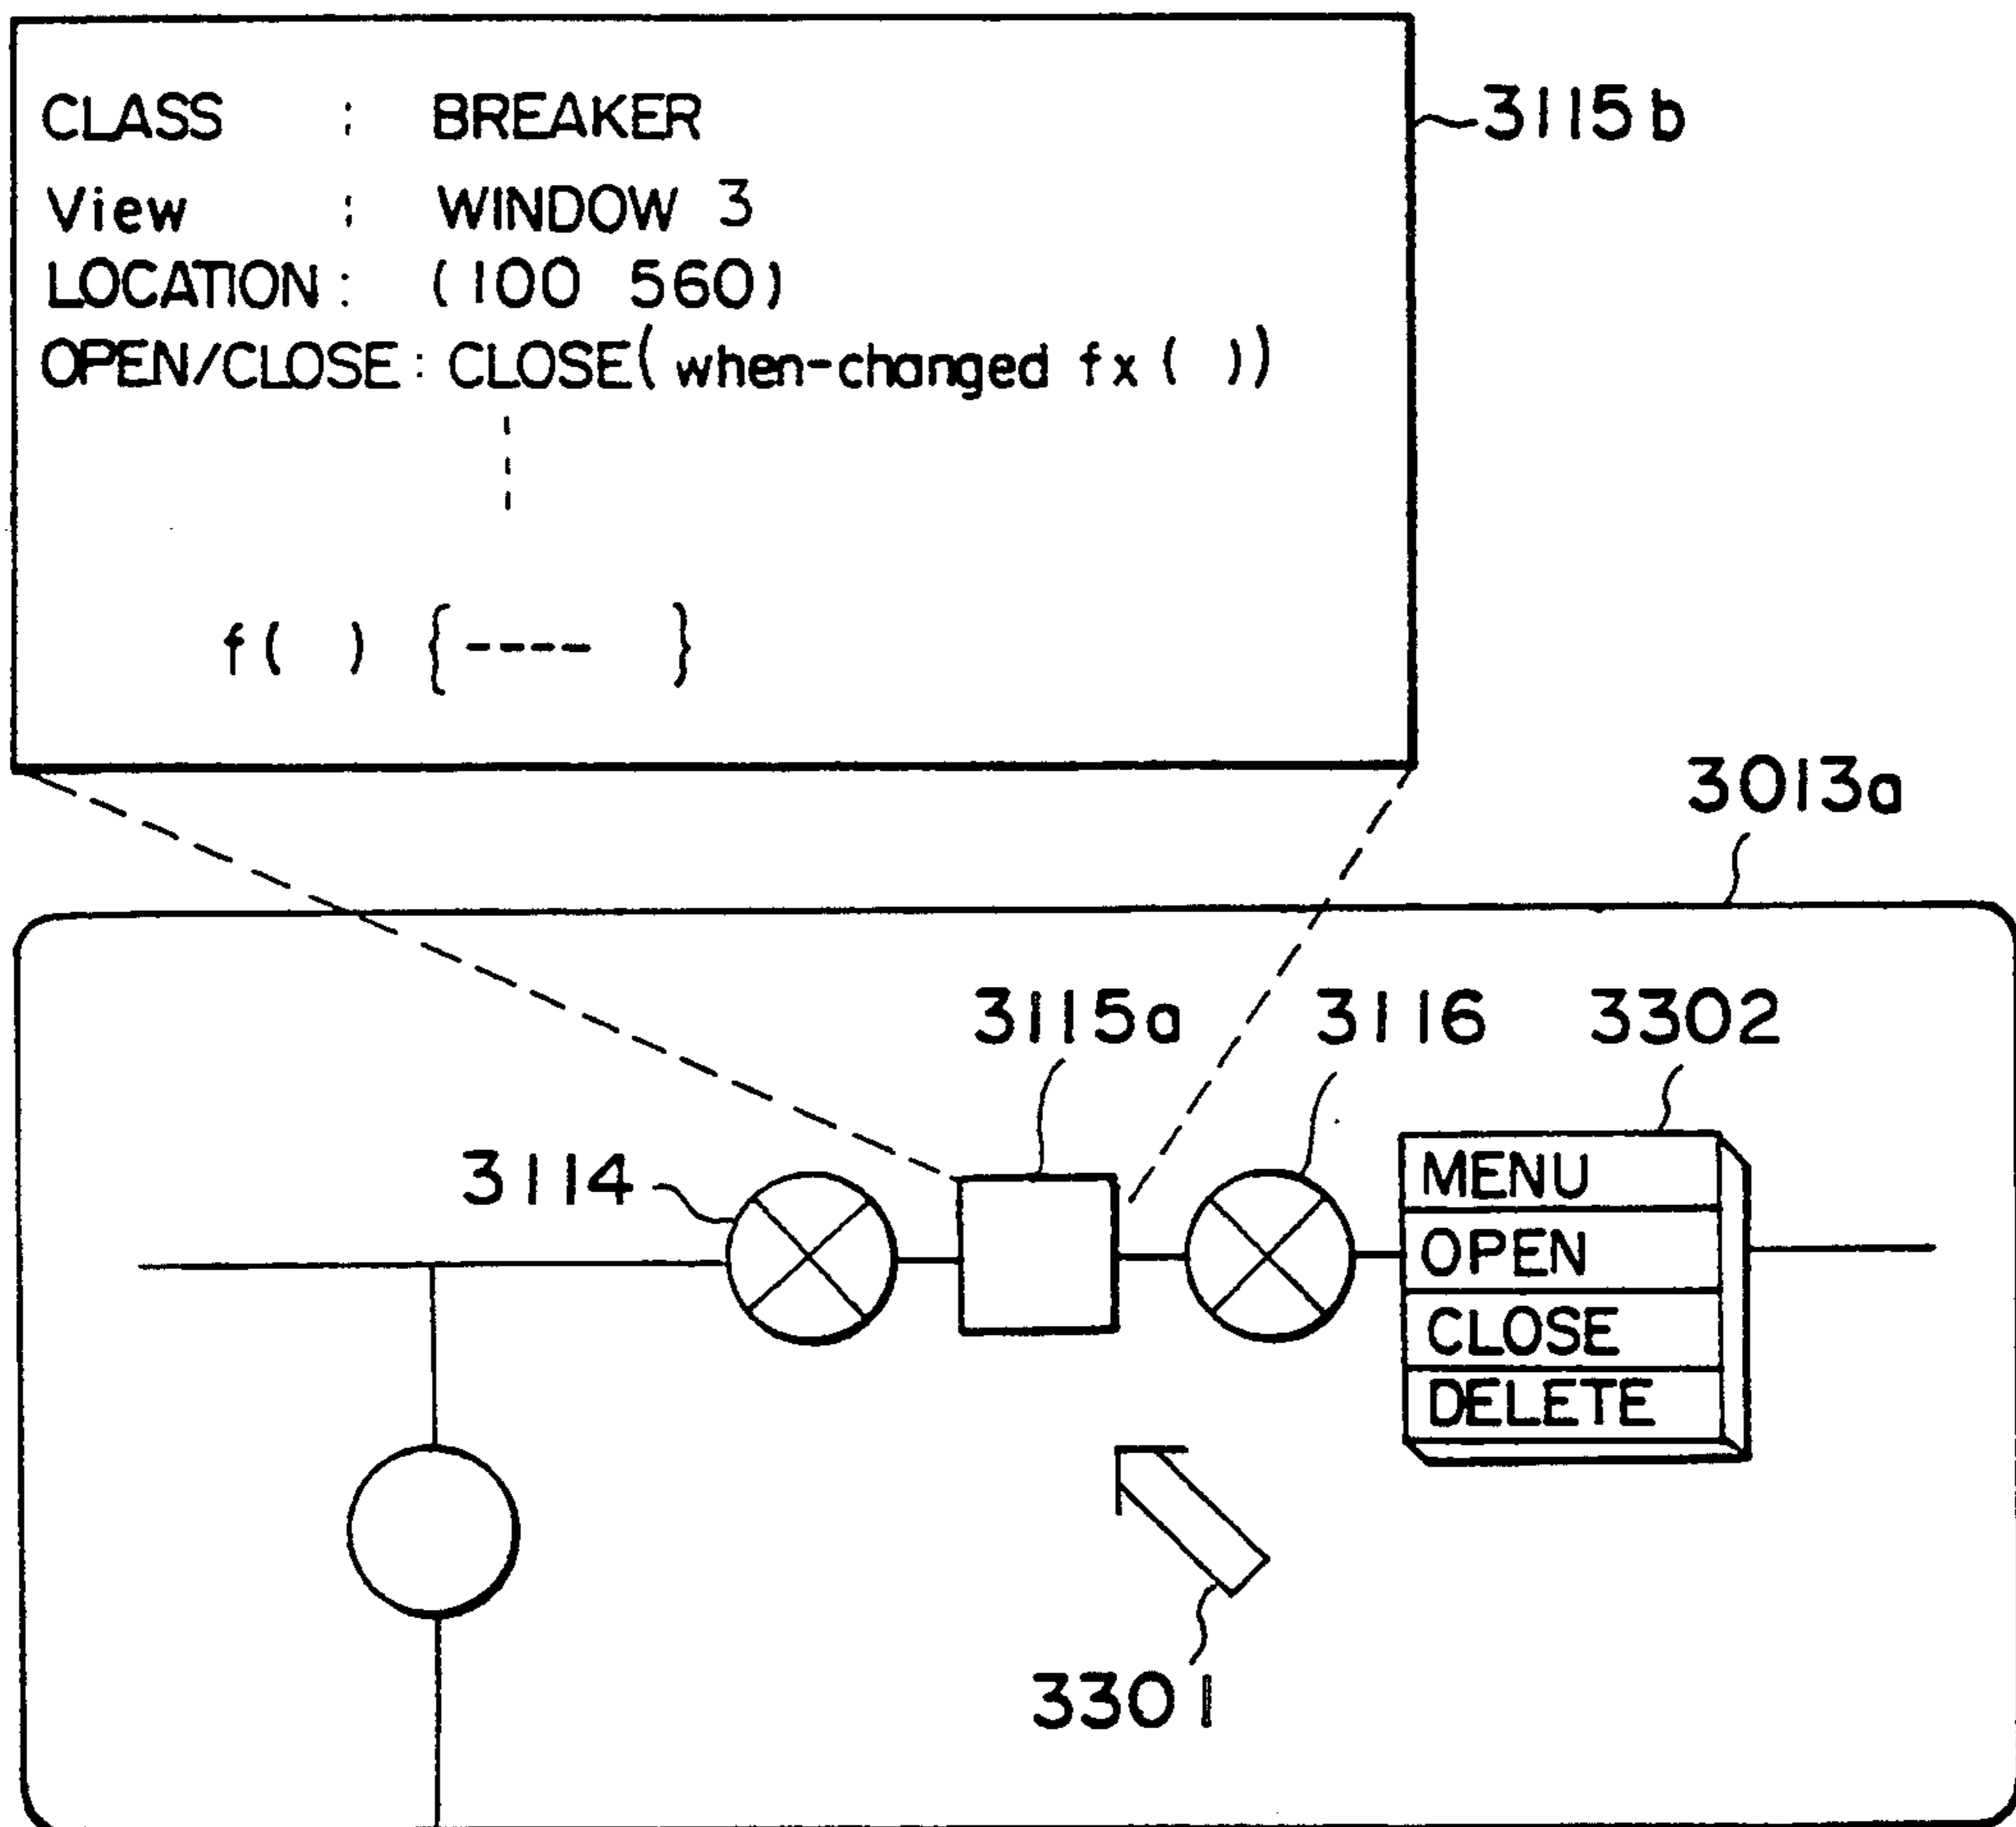 CLASS : BREAKER
3115b
View : WINDOW 3
LOCATION : (100 560)
OPEN/CLOSE : CLOSE(when-changed fx ( ))
f( ) {---- }
3013a
3115a 3116 3302
3114
MENU
OPEN
CLOSE
DELETE
3301